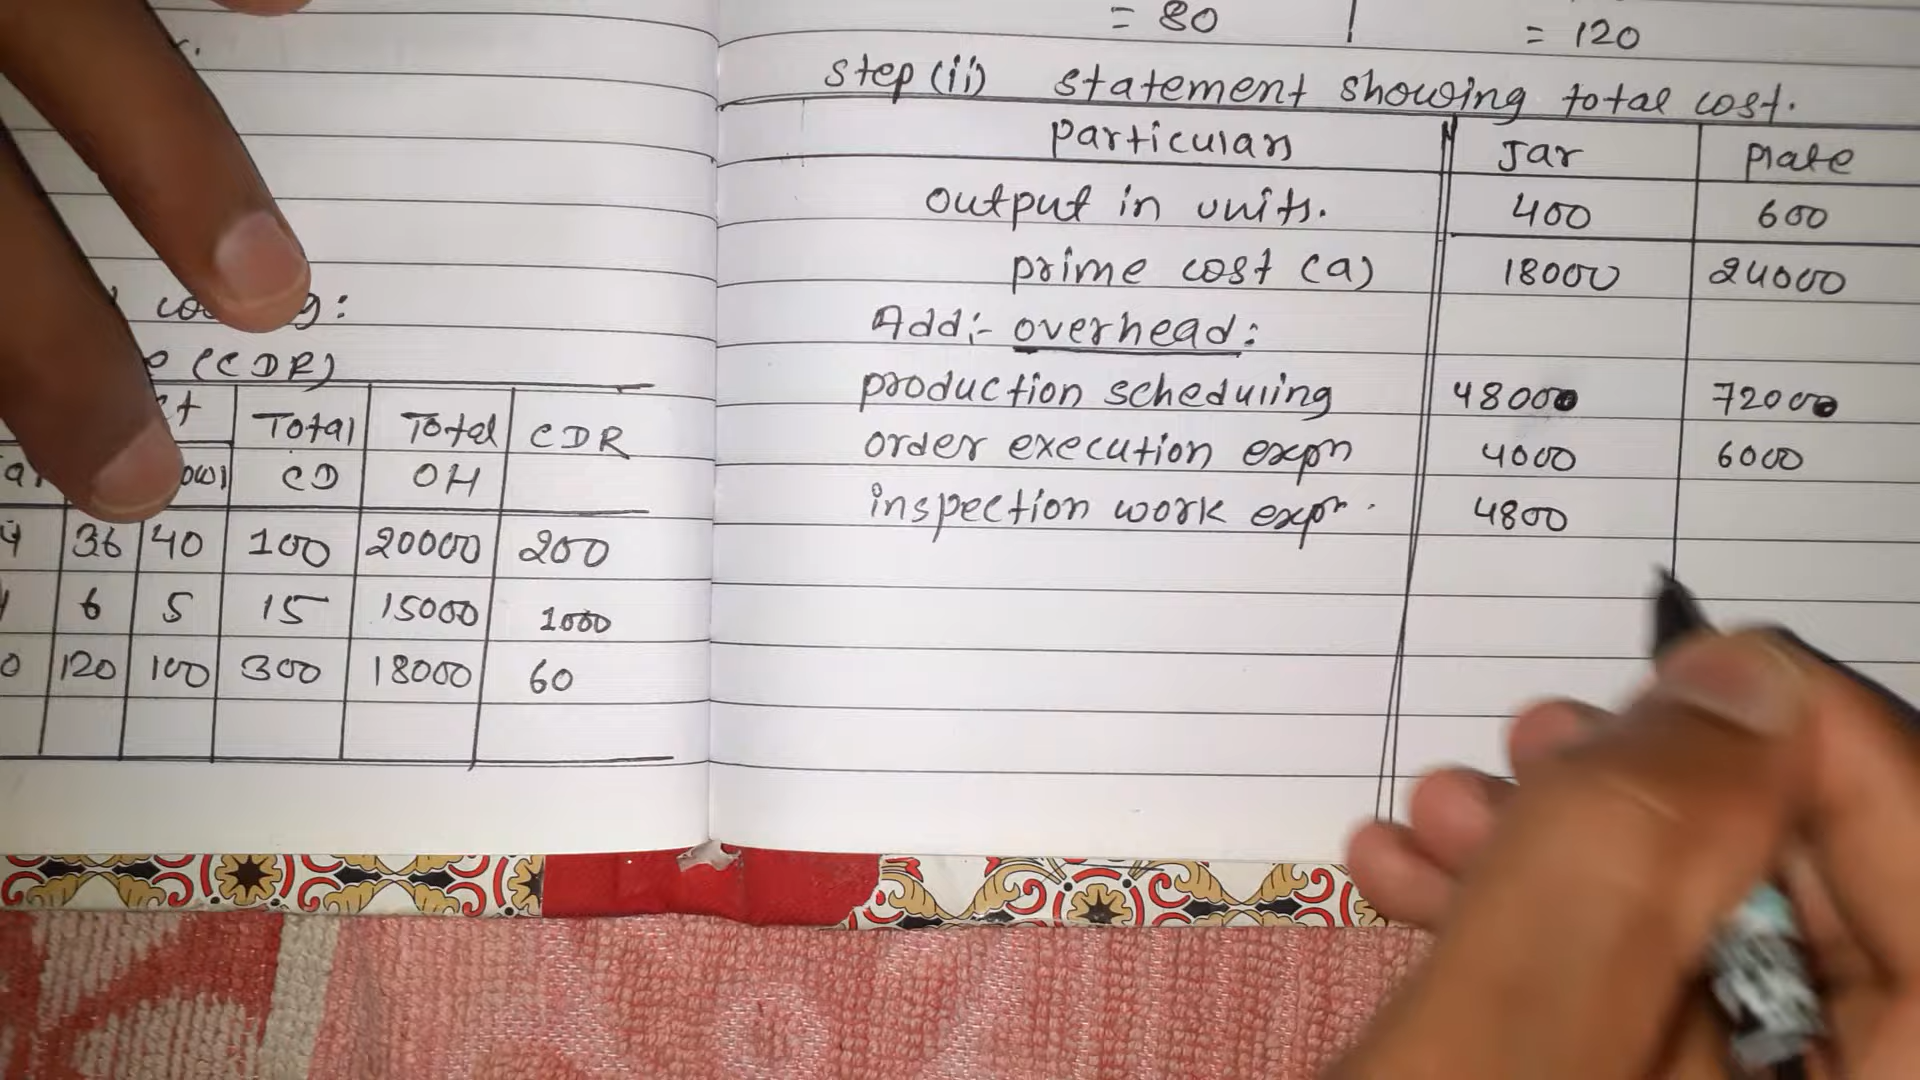 g:
(CDR)
Total Total CDR
CD OH
36 40 100 20000 200
6 5 15 15000 1000
120 100 300 18000 60
= 80
= 120
Step (ii) statement showing total cost.
particulars Jar Plate
output in units. 400 600
prime cost (a) 18000 24000
Add:- overhead:
production scheduling 48000 72000
order execution expn 4000 6000
inspection work expn. 4800